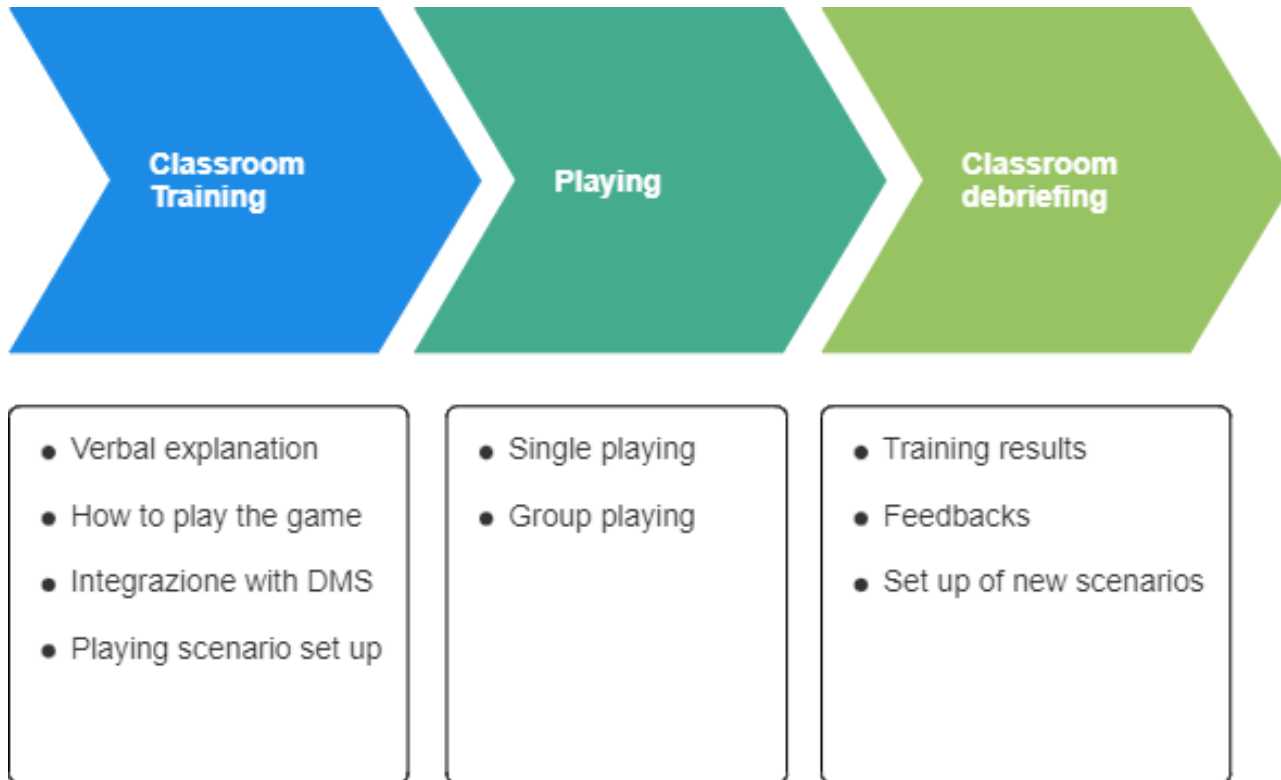 Classroom
Training
Playing
Classroom
debriefing
Verbal explanation
How to play the game
Integrazione with DMS
Playing scenario set up
Single playing
Group playing
Training results
Feedbacks
Set up of new scenarios